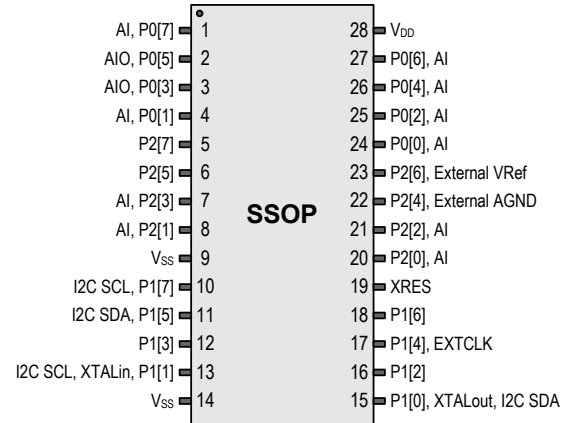 AI, P0[7] 1 28 VDD
AIO, P0[5] 2 27 P0[6], AI
AIO, P0[3] 3 26 P0[4], AI
AI, P0[1] 4 25 P0[2], AI
P2[7] 5 24 P0[0], AI
P2[5] 6 23 P2[6], External VRef
AI, P2[3] 7 22 P2[4], External AGND
SSOP
AI, P2[1] 8 21 P2[2], AI
Vss 9 20 P2[0], AI
I2C SCL, P1[7] 10 19 XRES
I2C SDA, P1[5] 11 18 P1[6]
P1[3] 12 17 P1[4], EXTCLK
I2C SCL, XTALin, P1[1] 13 16 P1[2]
Vss 14 15 P1[0], XTALout, I2C SDA